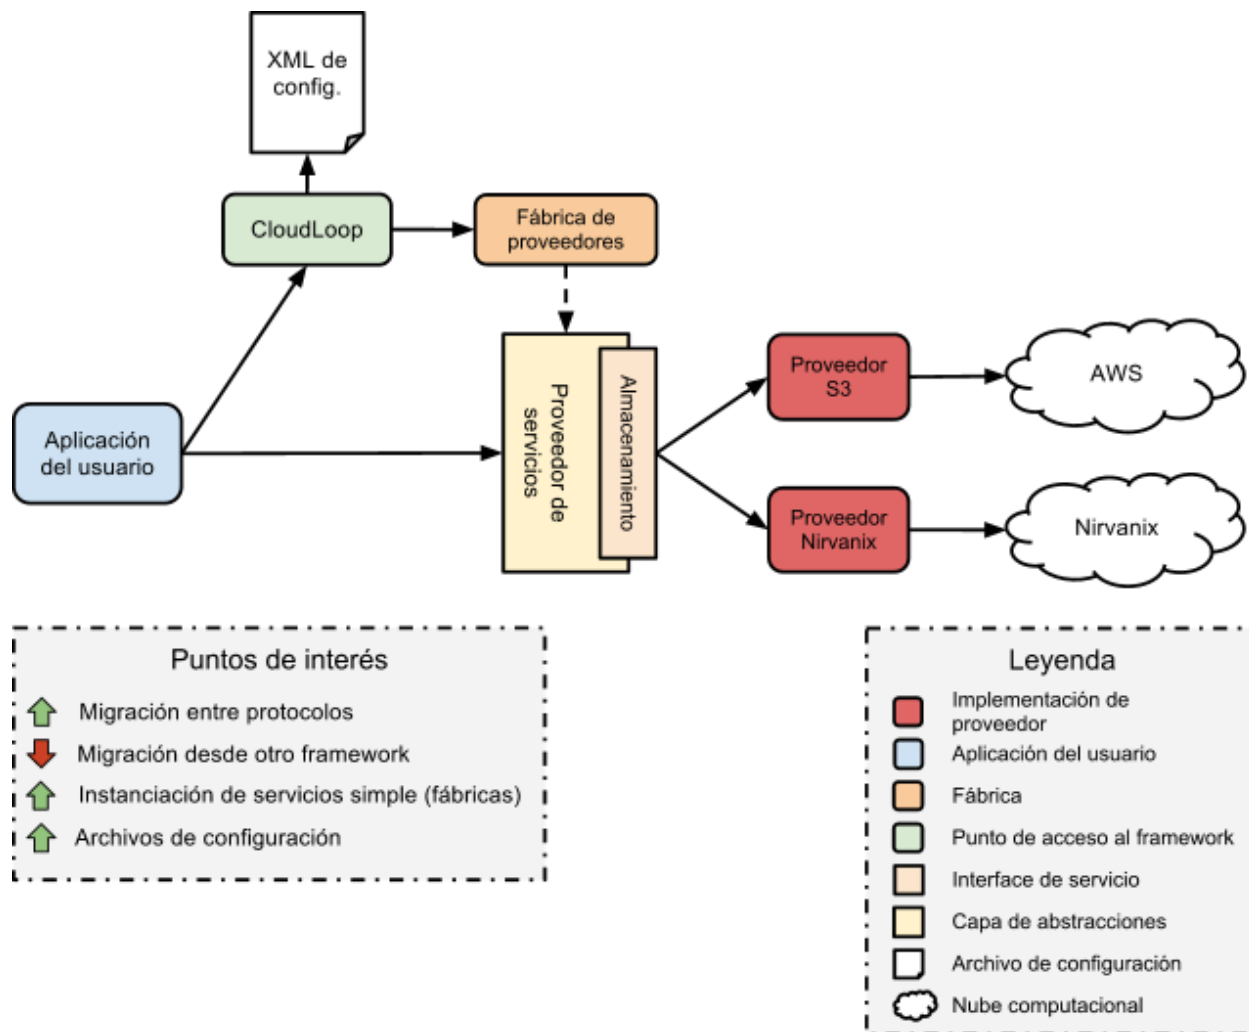 XML de
config.
CloudLoop
Fábrica de
proveedores
Aplicación
del usuario
Proveedor de
servicios
Almacenamiento
Proveedor
S3
AWS
Proveedor
Nirvanix
Nirvanix
Puntos de interés
Migración entre protocolos
Migración desde otro framework
Instanciación de servicios simple (fábricas)
Archivos de configuración
Leyenda
Implementación de
proveedor
Aplicación del usuario
Fábrica
Punto de acceso al framework
Interface de servicio
Capa de abstracciones
Archivo de configuración
Nube computacional